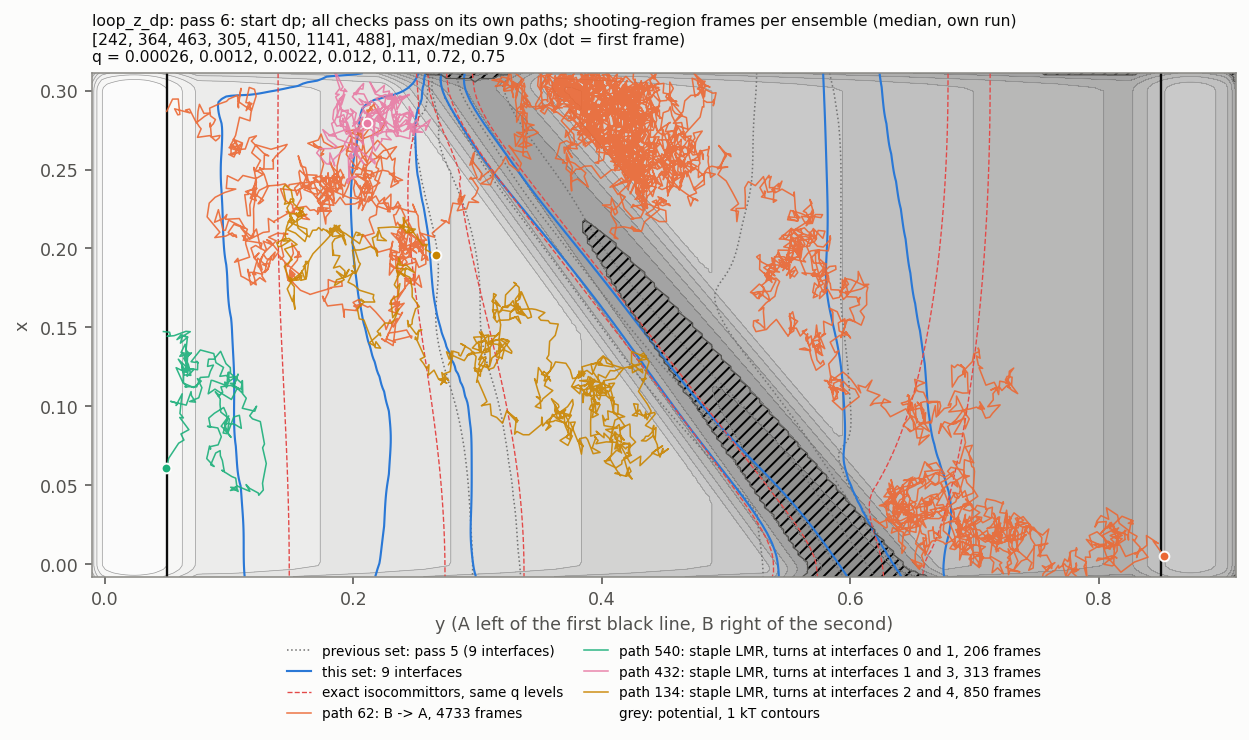 loop_z_dp: pass 6: start dp; all checks pass on its own paths; shooting-region frames per ensemble (median, own run)
[242, 364, 463, 305, 4150, 1141, 488], max/median 9.0x (dot = first frame)
q = 0.00026, 0.0012, 0.0022, 0.012, 0.11, 0.72, 0.75
0.30
0.25
0.20
x
0.15
0.10
0.05
0.00
0.0 0.2 0.4 0.6 0.8
y (A left of the first black line, B right of the second)
previous set: pass 5 (9 interfaces)
this set: 9 interfaces
exact isocommittors, same q levels
path 62: B -> A, 4733 frames
path 540: staple LMR, turns at interfaces 0 and 1, 206 frames
path 432: staple LMR, turns at interfaces 1 and 3, 313 frames
path 134: staple LMR, turns at interfaces 2 and 4, 850 frames
grey: potential, 1 kT contours